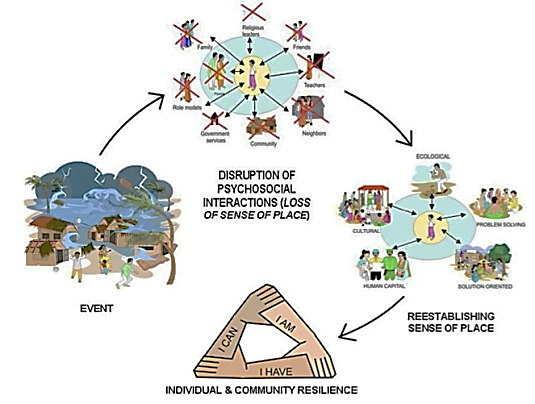 Religious
leaders
Family
Friends
Parents
Teachers
Role models
Government
services
Community
Neighbors
DISRUPTION OF
PSYCHOSOCIAL
INTERACTIONS (LOSS
OF SENSE OF PLACE)
ECOLOGICAL
CULTURAL
PROBLEM SOLVING
HUMAN CAPITAL
SOLUTION ORIENTED
EVENT
REESTABLISHING
SENSE OF PLACE
I CAN
I AM
I HAVE
INDIVIDUAL & COMMUNITY RESILIENCE